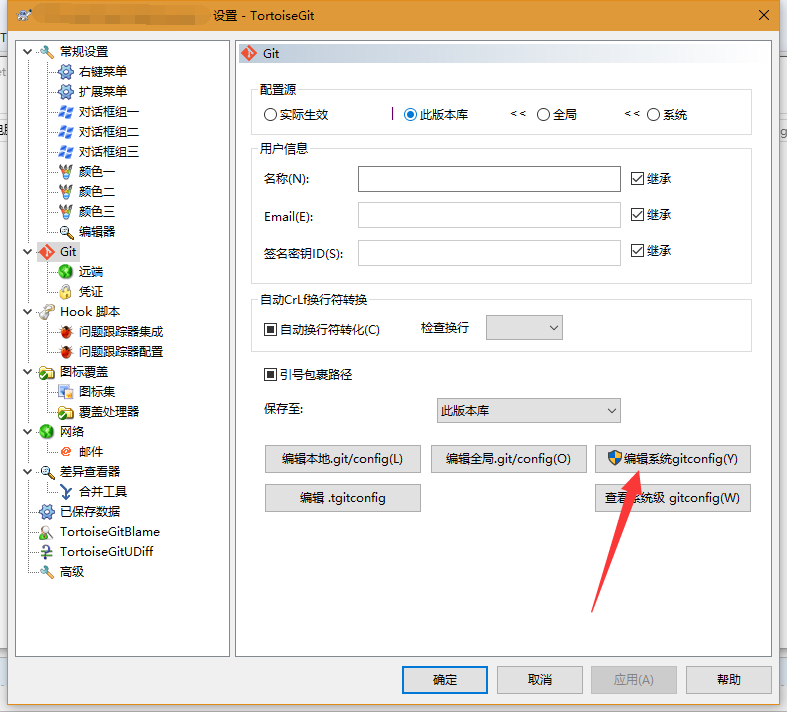 设置 - TortoiseGit
常规设置
右键菜单
扩展菜单
对话框组一
对话框组二
对话框组三
颜色一
颜色二
颜色三
编辑器
Git
远端
凭证
Hook 脚本
问题跟踪器集成
问题跟踪器配置
图标覆盖
图标集
覆盖处理器
网络
邮件
差异查看器
合并工具
已保存数据
TortoiseGitBlame
TortoiseGitUDiff
高级
Git
配置源
实际生效 | 此版本库 << 全局 << 系统
用户信息
名称(N): 继承
Email(E): 继承
签名密钥ID(S): 继承
自动CrLf换行符转换
自动换行符转化(C) 检查换行
引号包裹路径
保存至: 此版本库
编辑本地.git/config(L) 编辑全局.git/config(O) 编辑系统gitconfig(Y)
编辑 .tgitconfig 查看系统级 gitconfig(W)
确定 取消 应用(A) 帮助